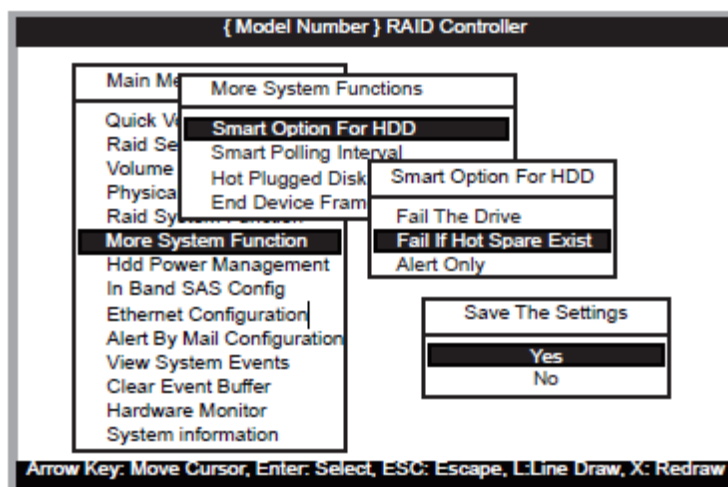 { Model Number } RAID Controller
Main Me
Quick Vo
Raid Se
Volume
Physica
Raid System Function
More System Function
Hdd Power Management
In Band SAS Config
Ethernet Configuration
Alert By Mail Configuration
View System Events
Clear Event Buffer
Hardware Monitor
System information
More System Functions
Smart Option For HDD
Smart Polling Interval
Hot Plugged Disk
End Device Fram
Smart Option For HDD
Fail The Drive
Fail If Hot Spare Exist
Alert Only
Save The Settings
Yes
No
Arrow Key: Move Cursor, Enter: Select, ESC: Escape, L:Line Draw, X: Redraw